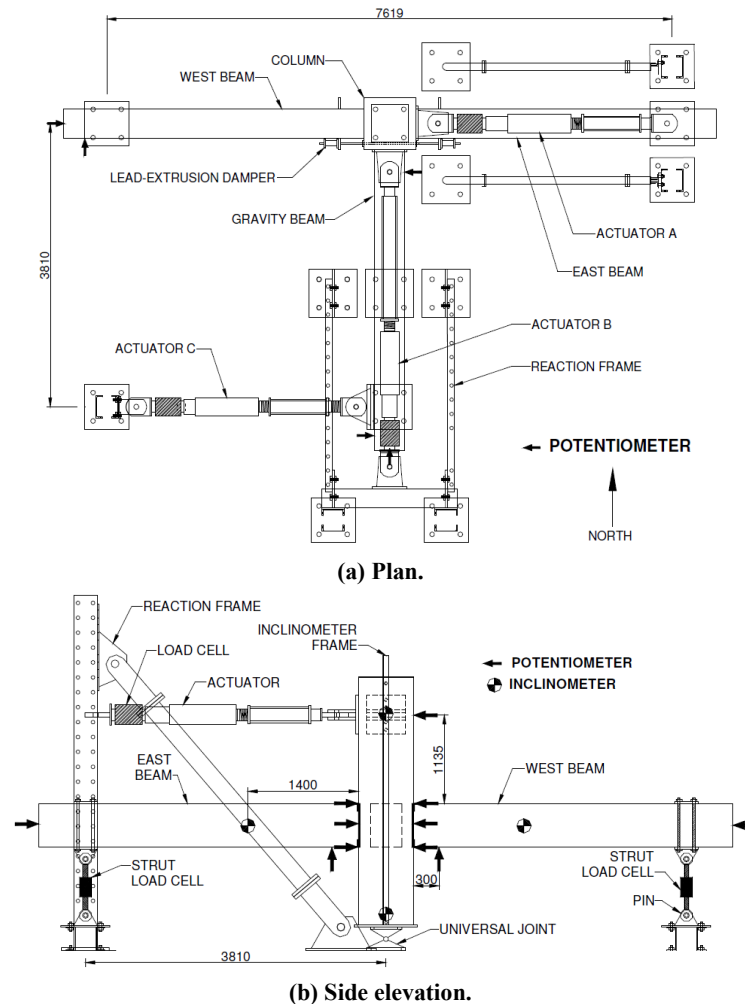 7619
COLUMN
WEST BEAM
LEAD-EXTRUSION DAMPER
GRAVITY BEAM
ACTUATOR A
EAST BEAM
3810
ACTUATOR B
ACTUATOR C
REACTION FRAME
POTENTIOMETER
NORTH
(a) Plan.
REACTION FRAME
INCLINOMETER
FRAME
LOAD CELL
ACTUATOR
POTENTIOMETER
INCLINOMETER
EAST
BEAM
1400
1135
WEST BEAM
STRUT
LOAD CELL
300
STRUT
LOAD CELL
PIN
UNIVERSAL JOINT
3810
(b) Side elevation.